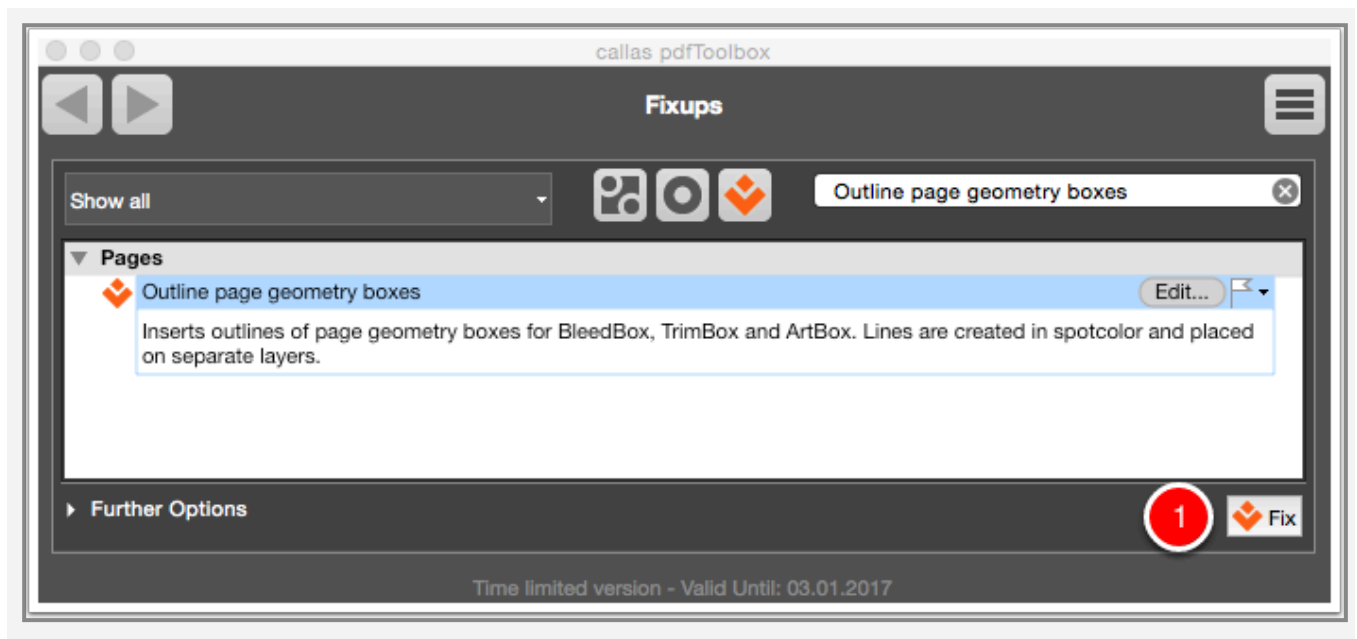 callas pdfToolbox
Fixups
Show all
Outline page geometry boxes
Pages
Outline page geometry boxes
Edit...
Inserts outlines of page geometry boxes for BleedBox, TrimBox and ArtBox. Lines are created in spotcolor and placed
on separate layers.
Further Options
1
Fix
Time limited version - Valid Until: 03.01.2017